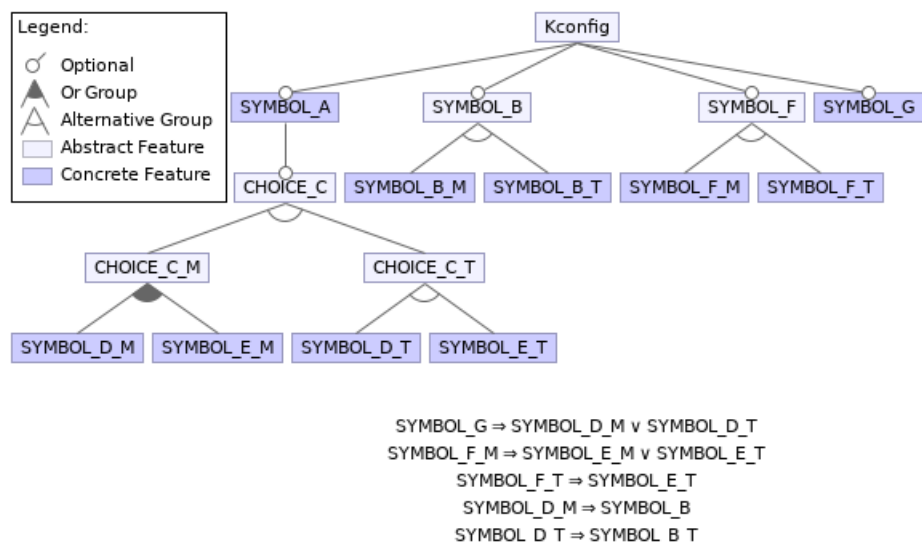 Legend:
Optional
Or Group
Alternative Group
Abstract Feature
Concrete Feature
Kconfig
SYMBOL_A
SYMBOL_B
SYMBOL_F
SYMBOL_G
CHOICE_C
SYMBOL_B_M
SYMBOL_B_T
SYMBOL_F_M
SYMBOL_F_T
CHOICE_C_M
CHOICE_C_T
SYMBOL_D_M
SYMBOL_E_M
SYMBOL_D_T
SYMBOL_E_T
SYMBOL_G ⇒ SYMBOL_D_M ∨ SYMBOL_D_T
SYMBOL_F_M ⇒ SYMBOL_E_M ∨ SYMBOL_E_T
SYMBOL_F_T ⇒ SYMBOL_E_T
SYMBOL_D_M ⇒ SYMBOL_B
SYMBOL_D_T ⇒ SYMBOL_B_T